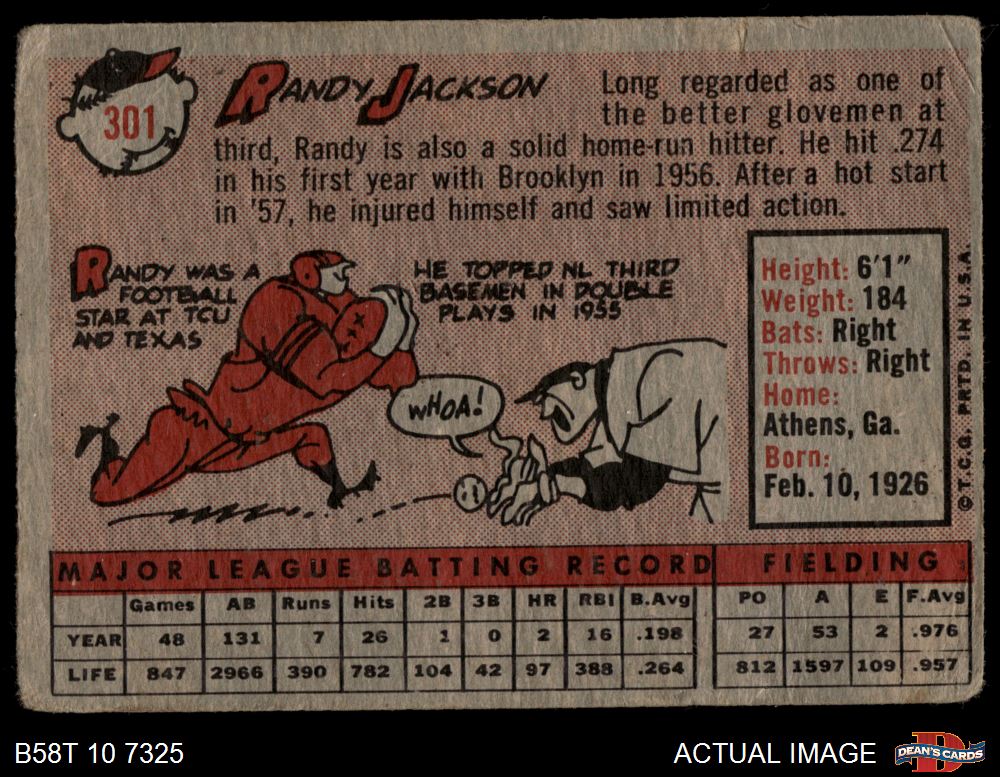 301
RANDY JACKSON
Long regarded as one of
the better glovemen at
third, Randy is also a solid home-run hitter. He hit .274
in his first year with Brooklyn in 1956. After a hot start
in '57, he injured himself and saw limited action.
RANDY WAS A
FOOTBALL
STAR AT TCU
AND TEXAS
HE TOPPED NL THIRD
BASEMEN IN DOUBLE
PLAYS IN 1955
WHOA!
Height: 6'1"
Weight: 184
Bats: Right
Throws: Right
Home:
Athens, Ga.
Born:
Feb. 10, 1926
©T.C.G. PRTD. IN U.S.A.
MAJOR LEAGUE BATTING RECORD FIELDING
Games AB Runs Hits 2B 3B HR RBI B.Avg PO A E F.Avg
YEAR 48 131 7 26 1 0 2 16 .198 27 53 2 .976
LIFE 847 2966 390 782 104 42 97 388 .264 812 1597 109 .957
B58T 10 7325
ACTUAL IMAGE
DEAN'S CARDS